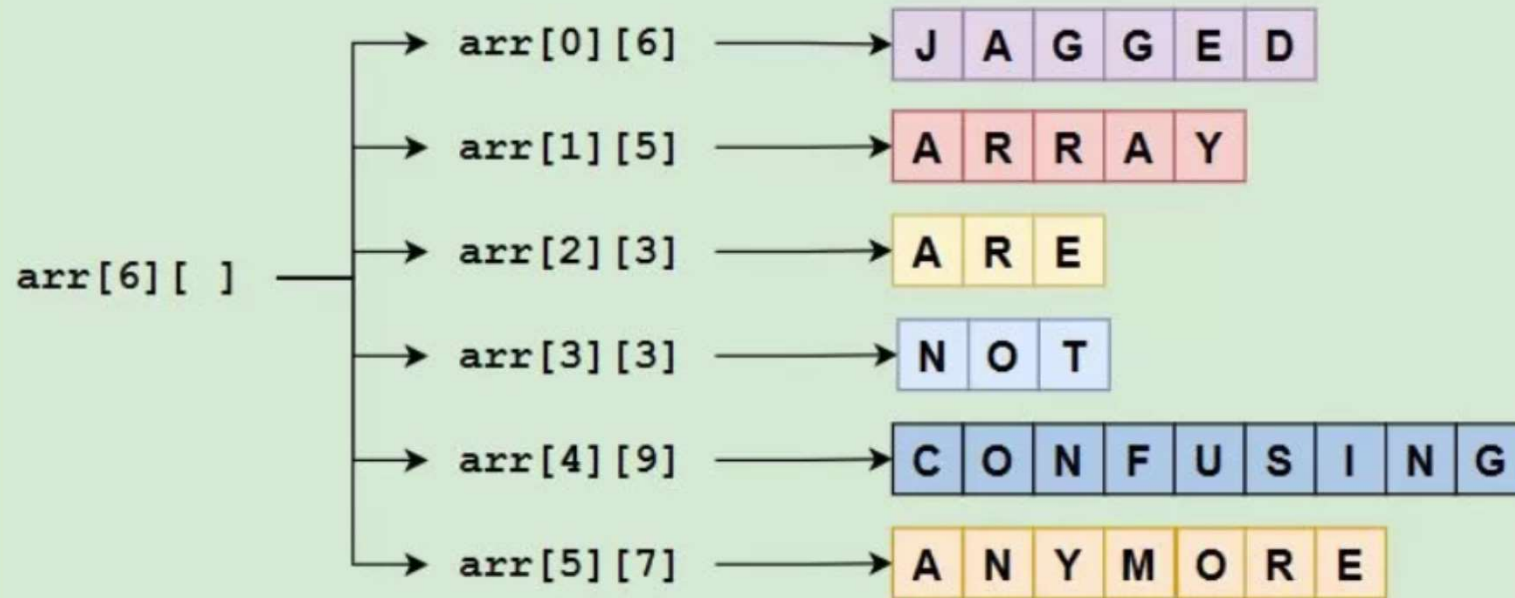 arr[0][6] J A G G E D
arr[1][5] A R R A Y
arr[2][3] A R E
arr[6][ ]
arr[3][3] N O T
arr[4][9] C O N F U S I N G
arr[5][7] A N Y M O R E